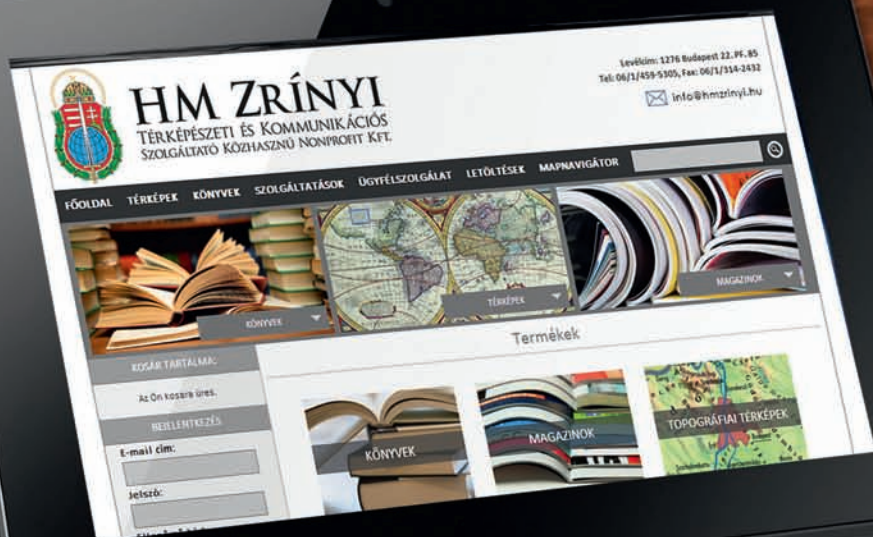 HM ZRÍNYI
TÉRKÉPÉSZETI ÉS KOMMUNIKÁCIÓS
SZOLGÁLTATÓ KÖZHASZNÚ NONPROFIT KFT.
Levélcím: 1276 Budapest 22. PF. 85
Tel: 06/1/459-5305, Fax: 06/1/314-2432
info@hmzrinyi.hu
FŐOLDAL TÉRKÉPEK KÖNYVEK SZOLGÁLTATÁSOK ÜGYFÉLSZOLGÁLAT LETÖLTÉSEK MAPNAVIGÁTOR
KÖNYVEK
TÉRKÉPEK
MAGAZINOK
KOSÁR TARTALMA:
Az Ön kosara üres.
BEJELENTKEZÉS
E-mail cím:
Jelszó:
Termékek
KÖNYVEK
MAGAZINOK
TOPOGRÁFIAI TÉRKÉPEK